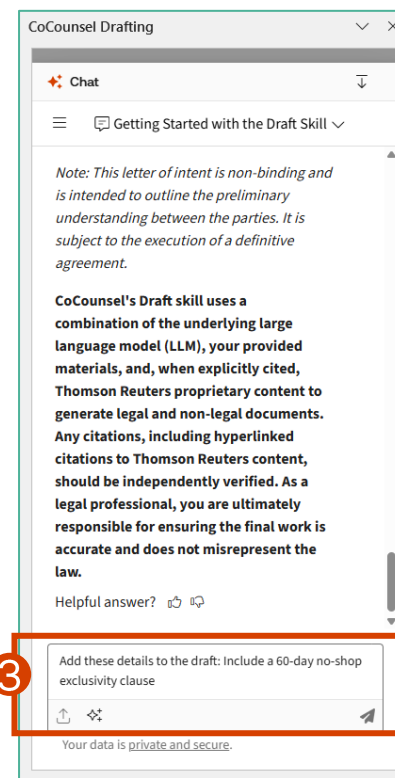 CoCounsel Drafting
Chat
Getting Started with the Draft Skill
Note: This letter of intent is non-binding and
is intended to outline the preliminary
understanding between the parties. It is
subject to the execution of a definitive
agreement.
CoCounsel's Draft skill uses a
combination of the underlying large
language model (LLM), your provided
materials, and, when explicitly cited,
Thomson Reuters proprietary content to
generate legal and non-legal documents.
Any citations, including hyperlinked
citations to Thomson Reuters content,
should be independently verified. As a
legal professional, you are ultimately
responsible for ensuring the final work is
accurate and does not misrepresent the
law.
Helpful answer?
3
Add these details to the draft: Include a 60-day no-shop
exclusivity clause
Your data is private and secure.